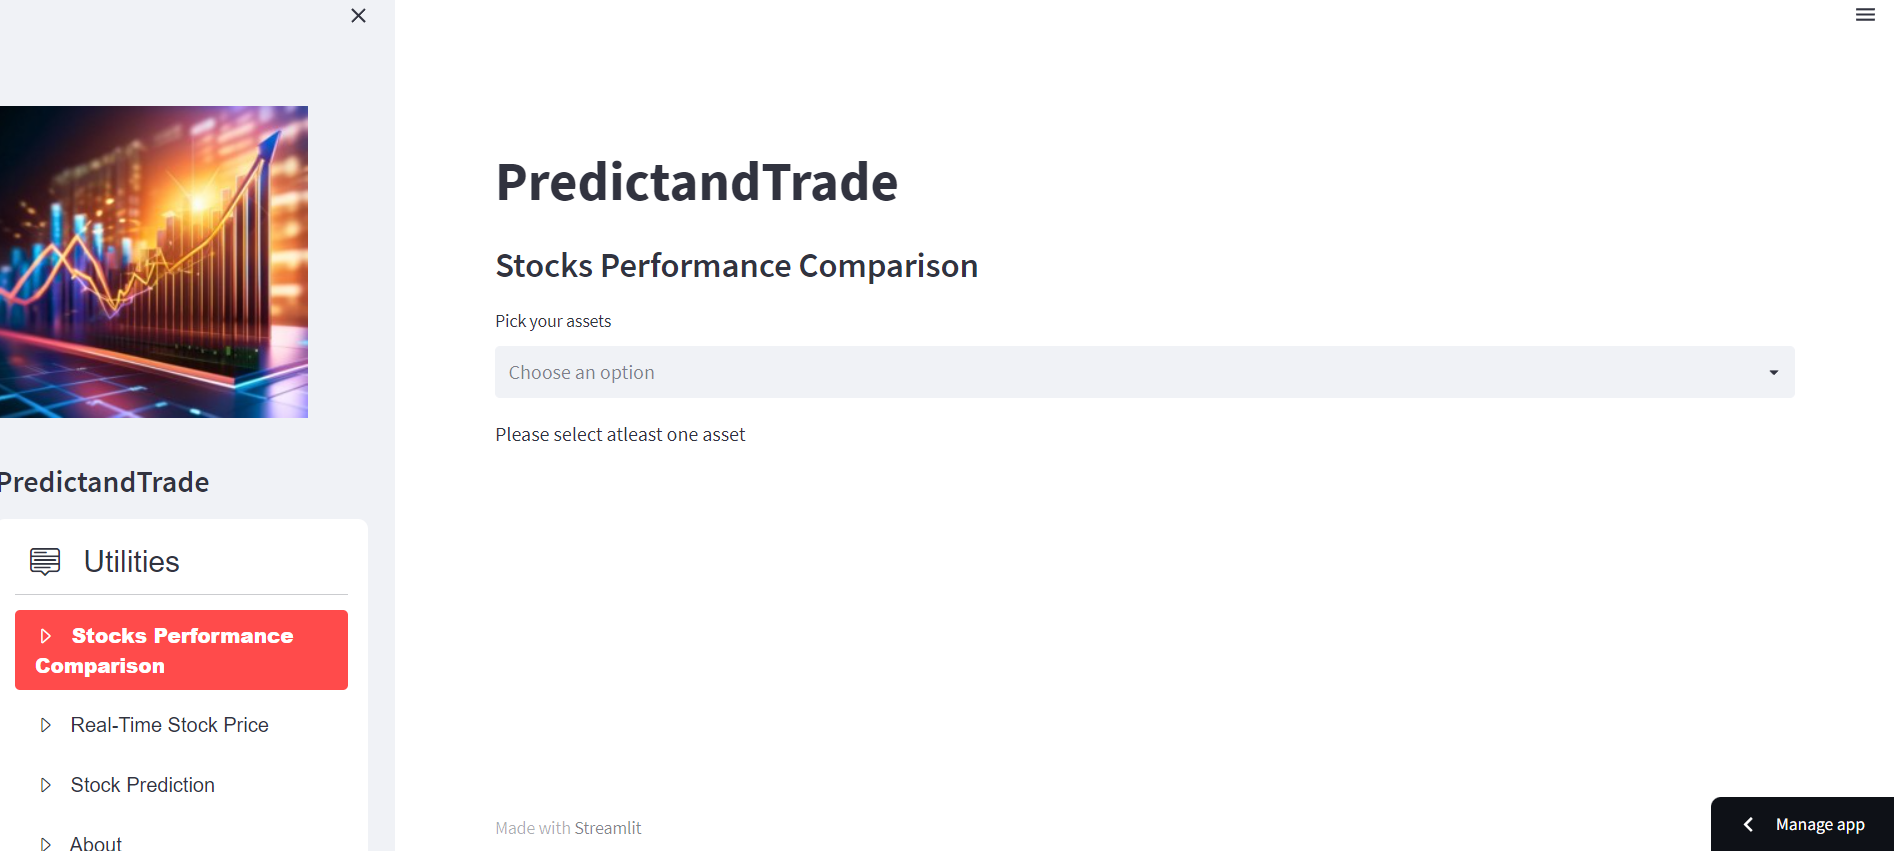 PredictandTrade
Utilities
Stocks Performance
Comparison
Real-Time Stock Price
Stock Prediction
About
PredictandTrade
Stocks Performance Comparison
Pick your assets
Choose an option
Please select atleast one asset
Made with Streamlit
Manage app